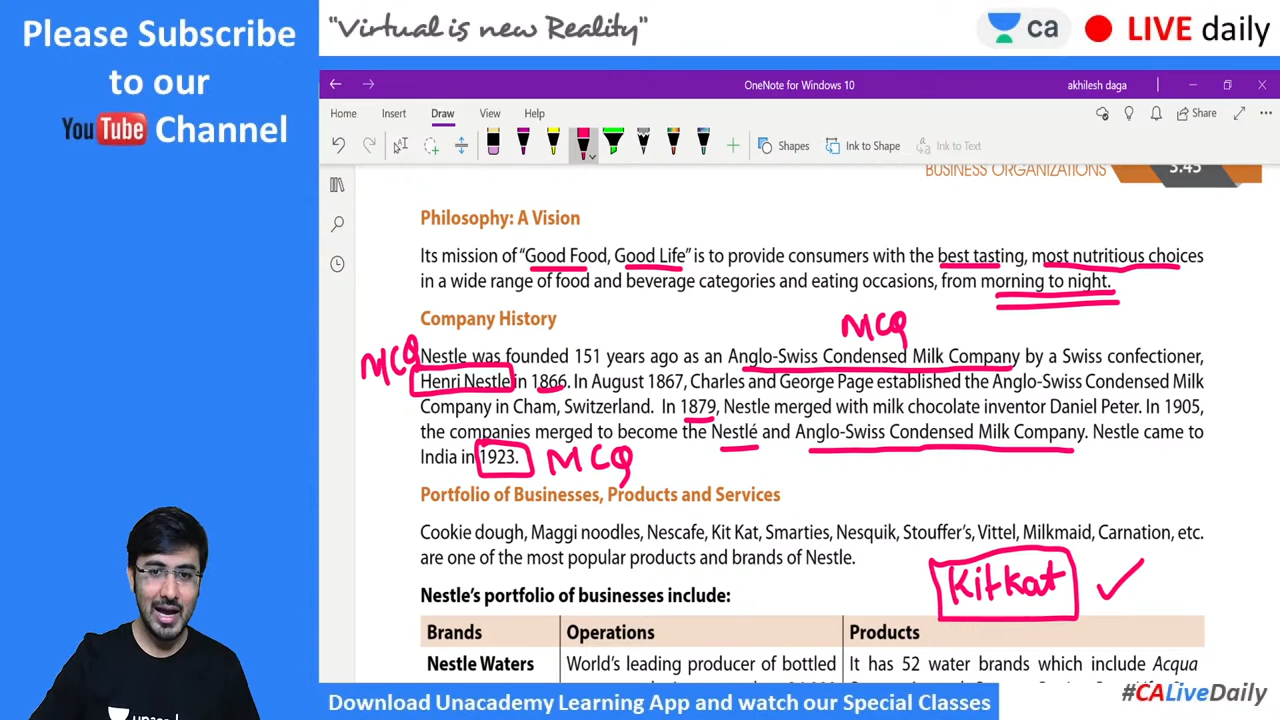 Please Subscribe
to our
You Tube Channel
"Virtual is new Reality"
ca
LIVE daily
OneNote for Windows 10
akhilesh daga
Home
Insert
Draw
View
Help
Share
Shapes
Ink to Shape
Ink to Text
BUSINESS ORGANIZATIONS
3.45
Philosophy: A Vision
Its mission of “Good Food, Good Life” is to provide consumers with the best tasting, most nutritious choices
in a wide range of food and beverage categories and eating occasions, from morning to night.
MCQ
Company History
MCQ
Nestle was founded 151 years ago as an Anglo-Swiss Condensed Milk Company by a Swiss confectioner,
Henri Nestle in 1866. In August 1867, Charles and George Page established the Anglo-Swiss Condensed Milk
Company in Cham, Switzerland. In 1879, Nestle merged with milk chocolate inventor Daniel Peter. In 1905,
the companies merged to become the Nestlé and Anglo-Swiss Condensed Milk Company. Nestle came to
India in 1923. MCQ
Portfolio of Businesses, Products and Services
Cookie dough, Maggi noodles, Nescafe, Kit Kat, Smarties, Nesquik, Stouffer's, Vittel, Milkmaid, Carnation, etc.
are one of the most popular products and brands of Nestle.
Kitkat
Nestle's portfolio of businesses include:
Brands Operations Products
Nestle Waters World's leading producer of bottled It has 52 water brands which include Acqua
Download Unacademy Learning App and watch our Special Classes
#CALiveDaily